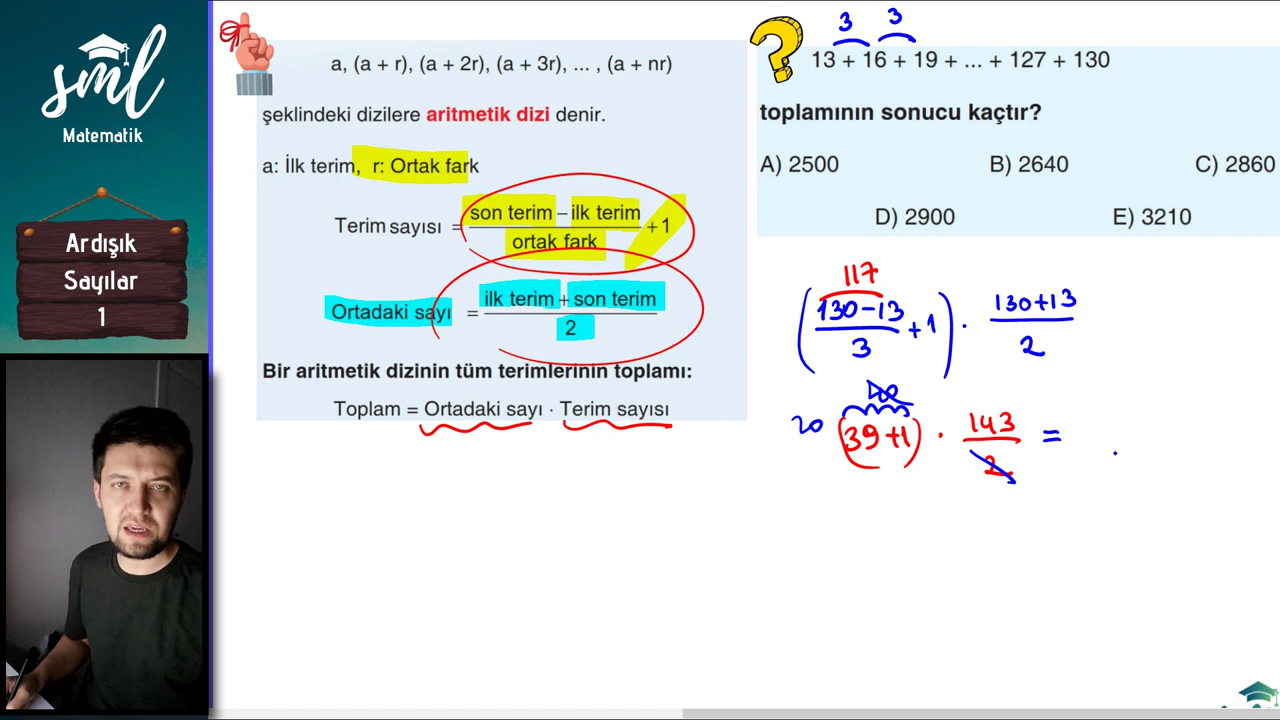 sml
Matematik
Ardışık
Sayılar
1
a, (a + r), (a + 2r), (a + 3r), ... , (a + nr)
şeklindeki dizilere aritmetik dizi denir.
a: İlk terim, r: Ortak fark
Terim sayısı = (son terim − ilk terim) / ortak fark + 1
Ortadaki sayı = (ilk terim + son terim) / 2
Bir aritmetik dizinin tüm terimlerinin toplamı:
Toplam = Ortadaki sayı · Terim sayısı
?
3 3
13 + 16 + 19 + ... + 127 + 130
toplamının sonucu kaçtır?
A) 2500 B) 2640 C) 2860
D) 2900 E) 3210
117
((130−13)/3 + 1) · (130+13)/2
40
20 (39+1) · 143/2 =